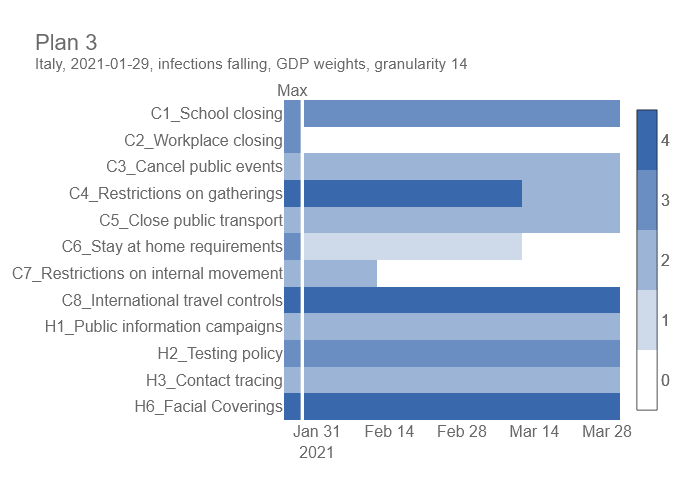 Plan 3
Italy, 2021-01-29, infections falling, GDP weights, granularity 14
Max
C1_School closing
C2_Workplace closing
C3_Cancel public events
C4_Restrictions on gatherings
C5_Close public transport
C6_Stay at home requirements
C7_Restrictions on internal movement
C8_International travel controls
H1_Public information campaigns
H2_Testing policy
H3_Contact tracing
H6_Facial Coverings
4
3
2
1
0
Jan 31 Feb 14 Feb 28 Mar 14 Mar 28
2021